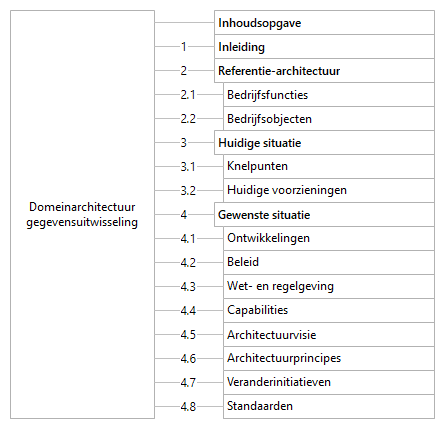 Domeinarchitectuur
gegevensuitwisseling
Inhoudsopgave
1 Inleiding
2 Referentie-architectuur
2.1 Bedrijfsfuncties
2.2 Bedrijfsobjecten
3 Huidige situatie
3.1 Knelpunten
3.2 Huidige voorzieningen
4 Gewenste situatie
4.1 Ontwikkelingen
4.2 Beleid
4.3 Wet- en regelgeving
4.4 Capabilities
4.5 Architectuurvisie
4.6 Architectuurprincipes
4.7 Veranderinitiatieven
4.8 Standaarden